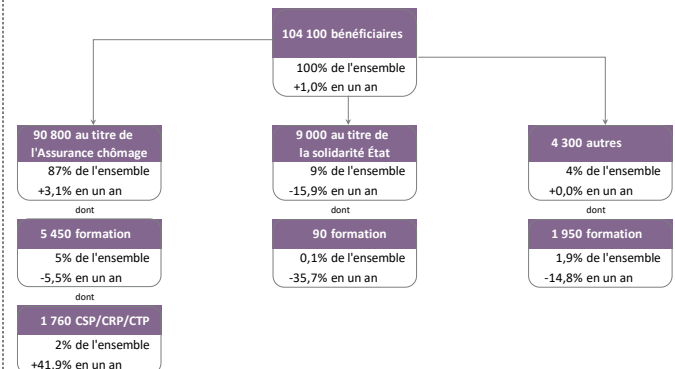 104 100 bénéficiaires
100% de l'ensemble
+1,0% en un an
90 800 au titre de
l'Assurance chômage
87% de l'ensemble
+3,1% en un an
dont
5 450 formation
5% de l'ensemble
-5,5% en un an
dont
1 760 CSP/CRP/CTP
2% de l'ensemble
+41,9% en un an
9 000 au titre de
la solidarité État
9% de l'ensemble
-15,9% en un an
dont
90 formation
0,1% de l'ensemble
-35,7% en un an
4 300 autres
4% de l'ensemble
+0,0% en un an
dont
1 950 formation
1,9% de l'ensemble
-14,8% en un an